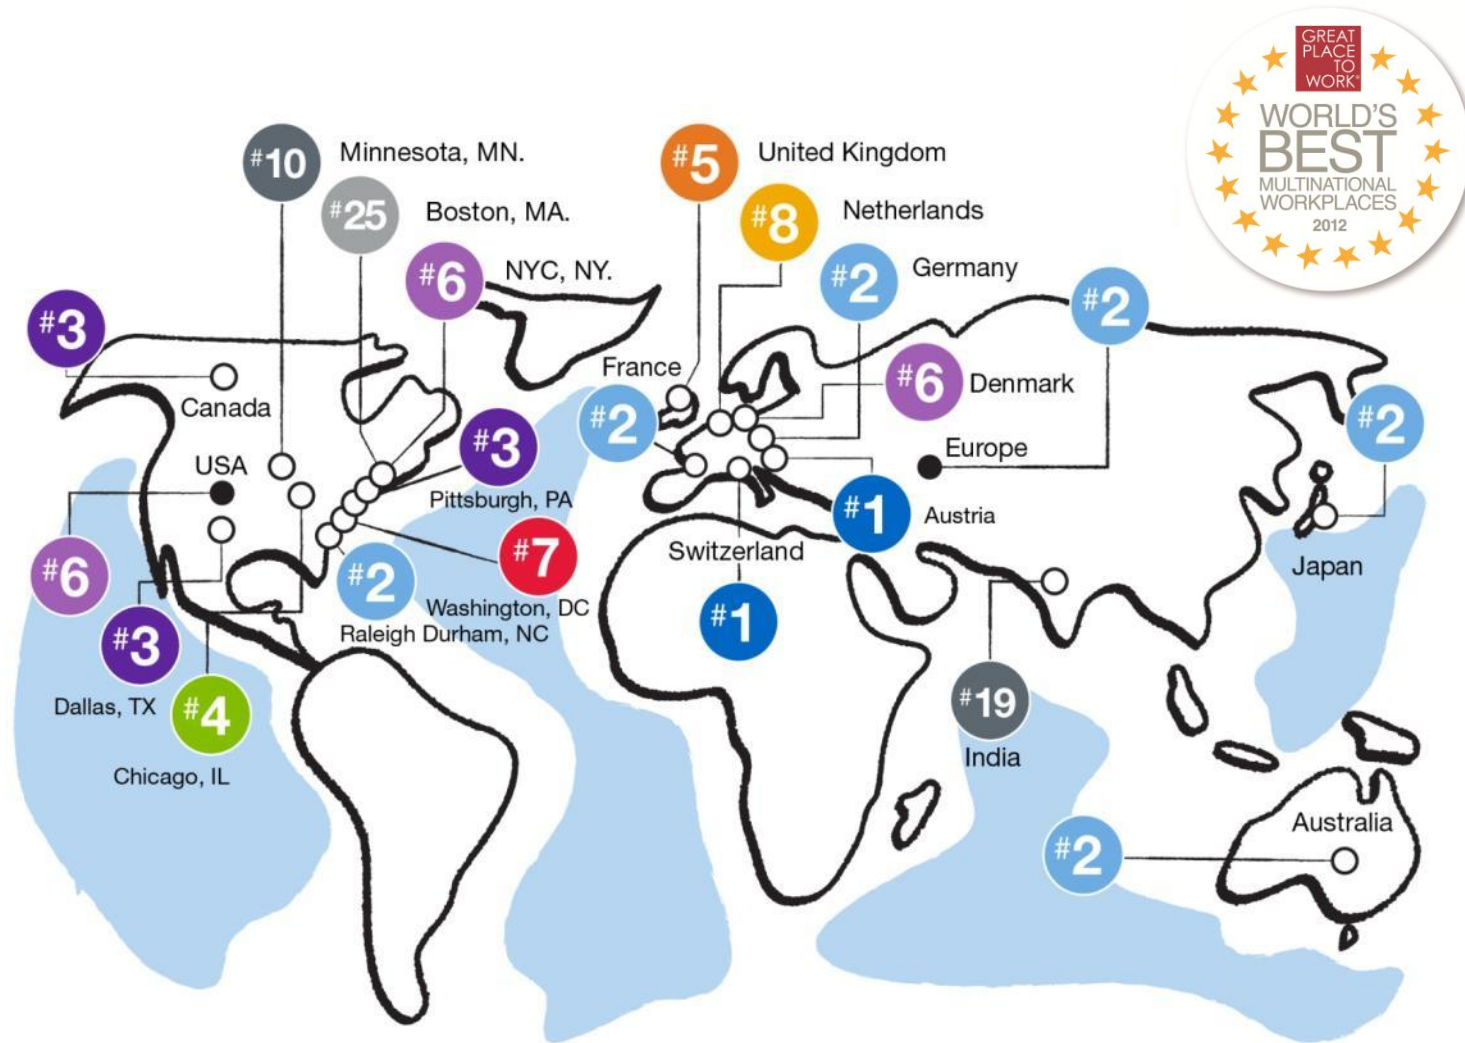 GREAT
PLACE
TO
WORK®
WORLD'S
BEST
MULTINATIONAL
WORKPLACES
2012
#10 Minnesota, MN.
#25 Boston, MA.
#6 NYC, NY.
#5 United Kingdom
#8 Netherlands
#2 Germany
#2
#3
Canada
France
#2
#6 Denmark
Europe
#2
USA
#3
Pittsburgh, PA
#1 Austria
Switzerland
#1
#6
#7
Washington, DC
#2
Raleigh Durham, NC
#3
Dallas, TX
#4
Chicago, IL
Japan
#19
India
Australia
#2